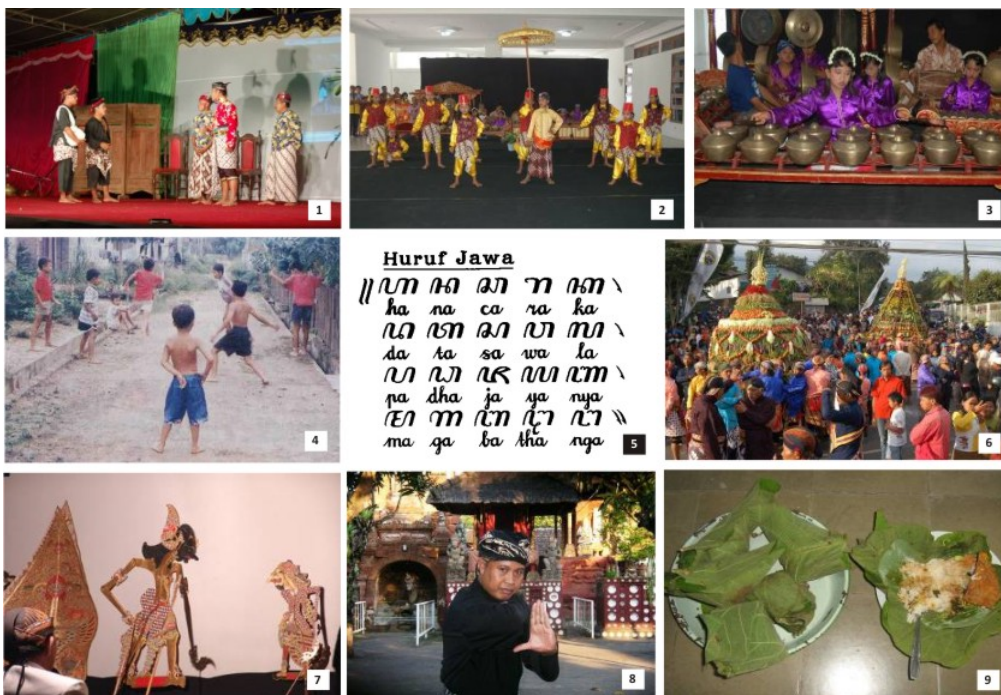 1
2
3
4
Huruf Jawa
꧋ ꦲ ꦤ ꦕ ꦫ ꦏ ꧈
ha na ca ra ka
ꦢ ꦠ ꦱ ꦮ ꦭ ꧈
da ta sa wa la
ꦥ ꦝ ꦗ ꦪ ꦚ ꧈
pa dha ja ya nya
ꦩ ꦒ ꦧ ꦛ ꦔ ꧉
ma ga ba tha nga
5
6
7
8
9